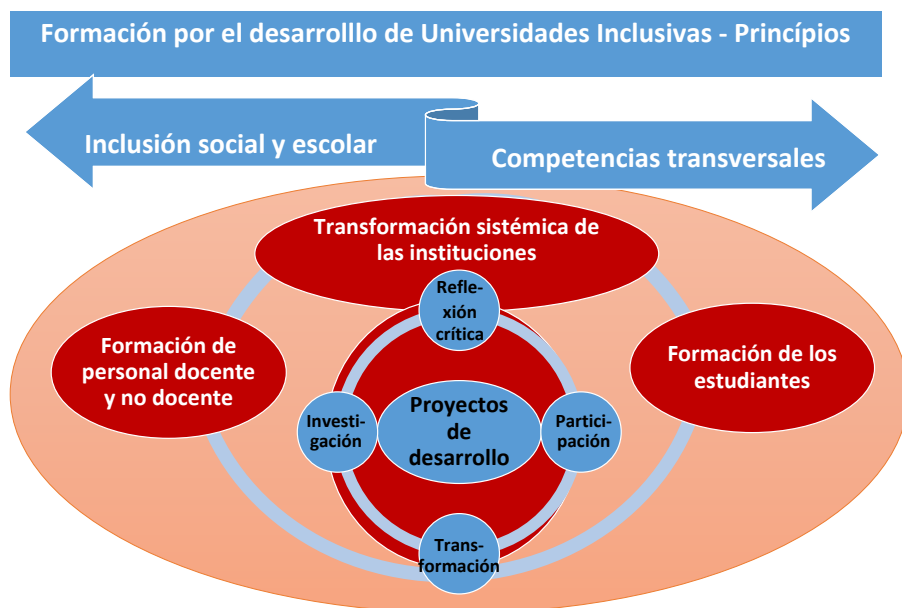 Formación por el desarrolllo de Universidades Inclusivas - Princípios
Inclusión social y escolar
Competencias transversales
Transformación sistémica de
las instituciones
Refle-
xión
crítica
Formación de
personal docente
y no docente
Formación de los
estudiantes
Investi-
gación
Proyectos
de
desarrollo
Partici-
pación
Trans-
formación